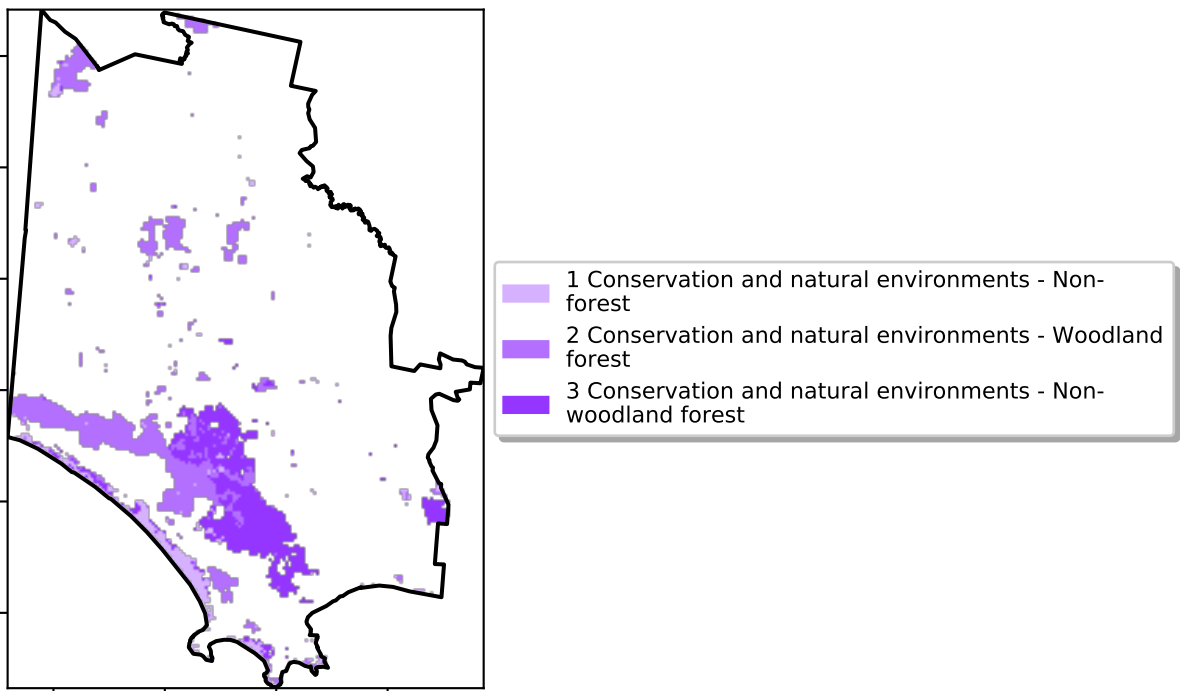 1 Conservation and natural environments - Non-
forest
2 Conservation and natural environments - Woodland
forest
3 Conservation and natural environments - Non-
woodland forest